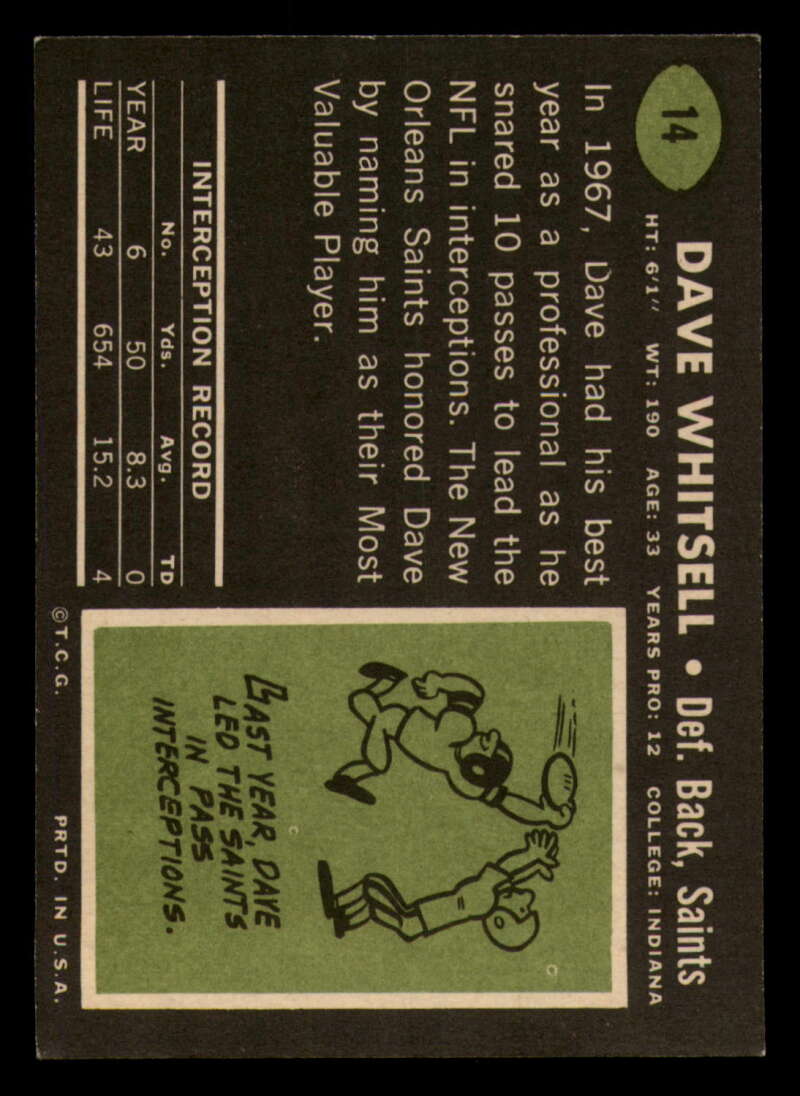 14
DAVE WHITSELL • Def. Back, Saints
HT: 6'1" WT: 190 AGE: 33 YEARS PRO: 12 COLLEGE: INDIANA
In 1967, Dave had his best
year as a professional as he
snared 10 passes to lead the
NFL in interceptions. The New
Orleans Saints honored Dave
by naming him as their Most
Valuable Player.
INTERCEPTION RECORD
No. Yds. Avg. TD
YEAR 6 50 8.3 0
LIFE 43 654 15.2 4
LAST YEAR, DAVE
LED THE SAINTS
IN PASS
INTERCEPTIONS.
©T.C.G. PRTD. IN U.S.A.